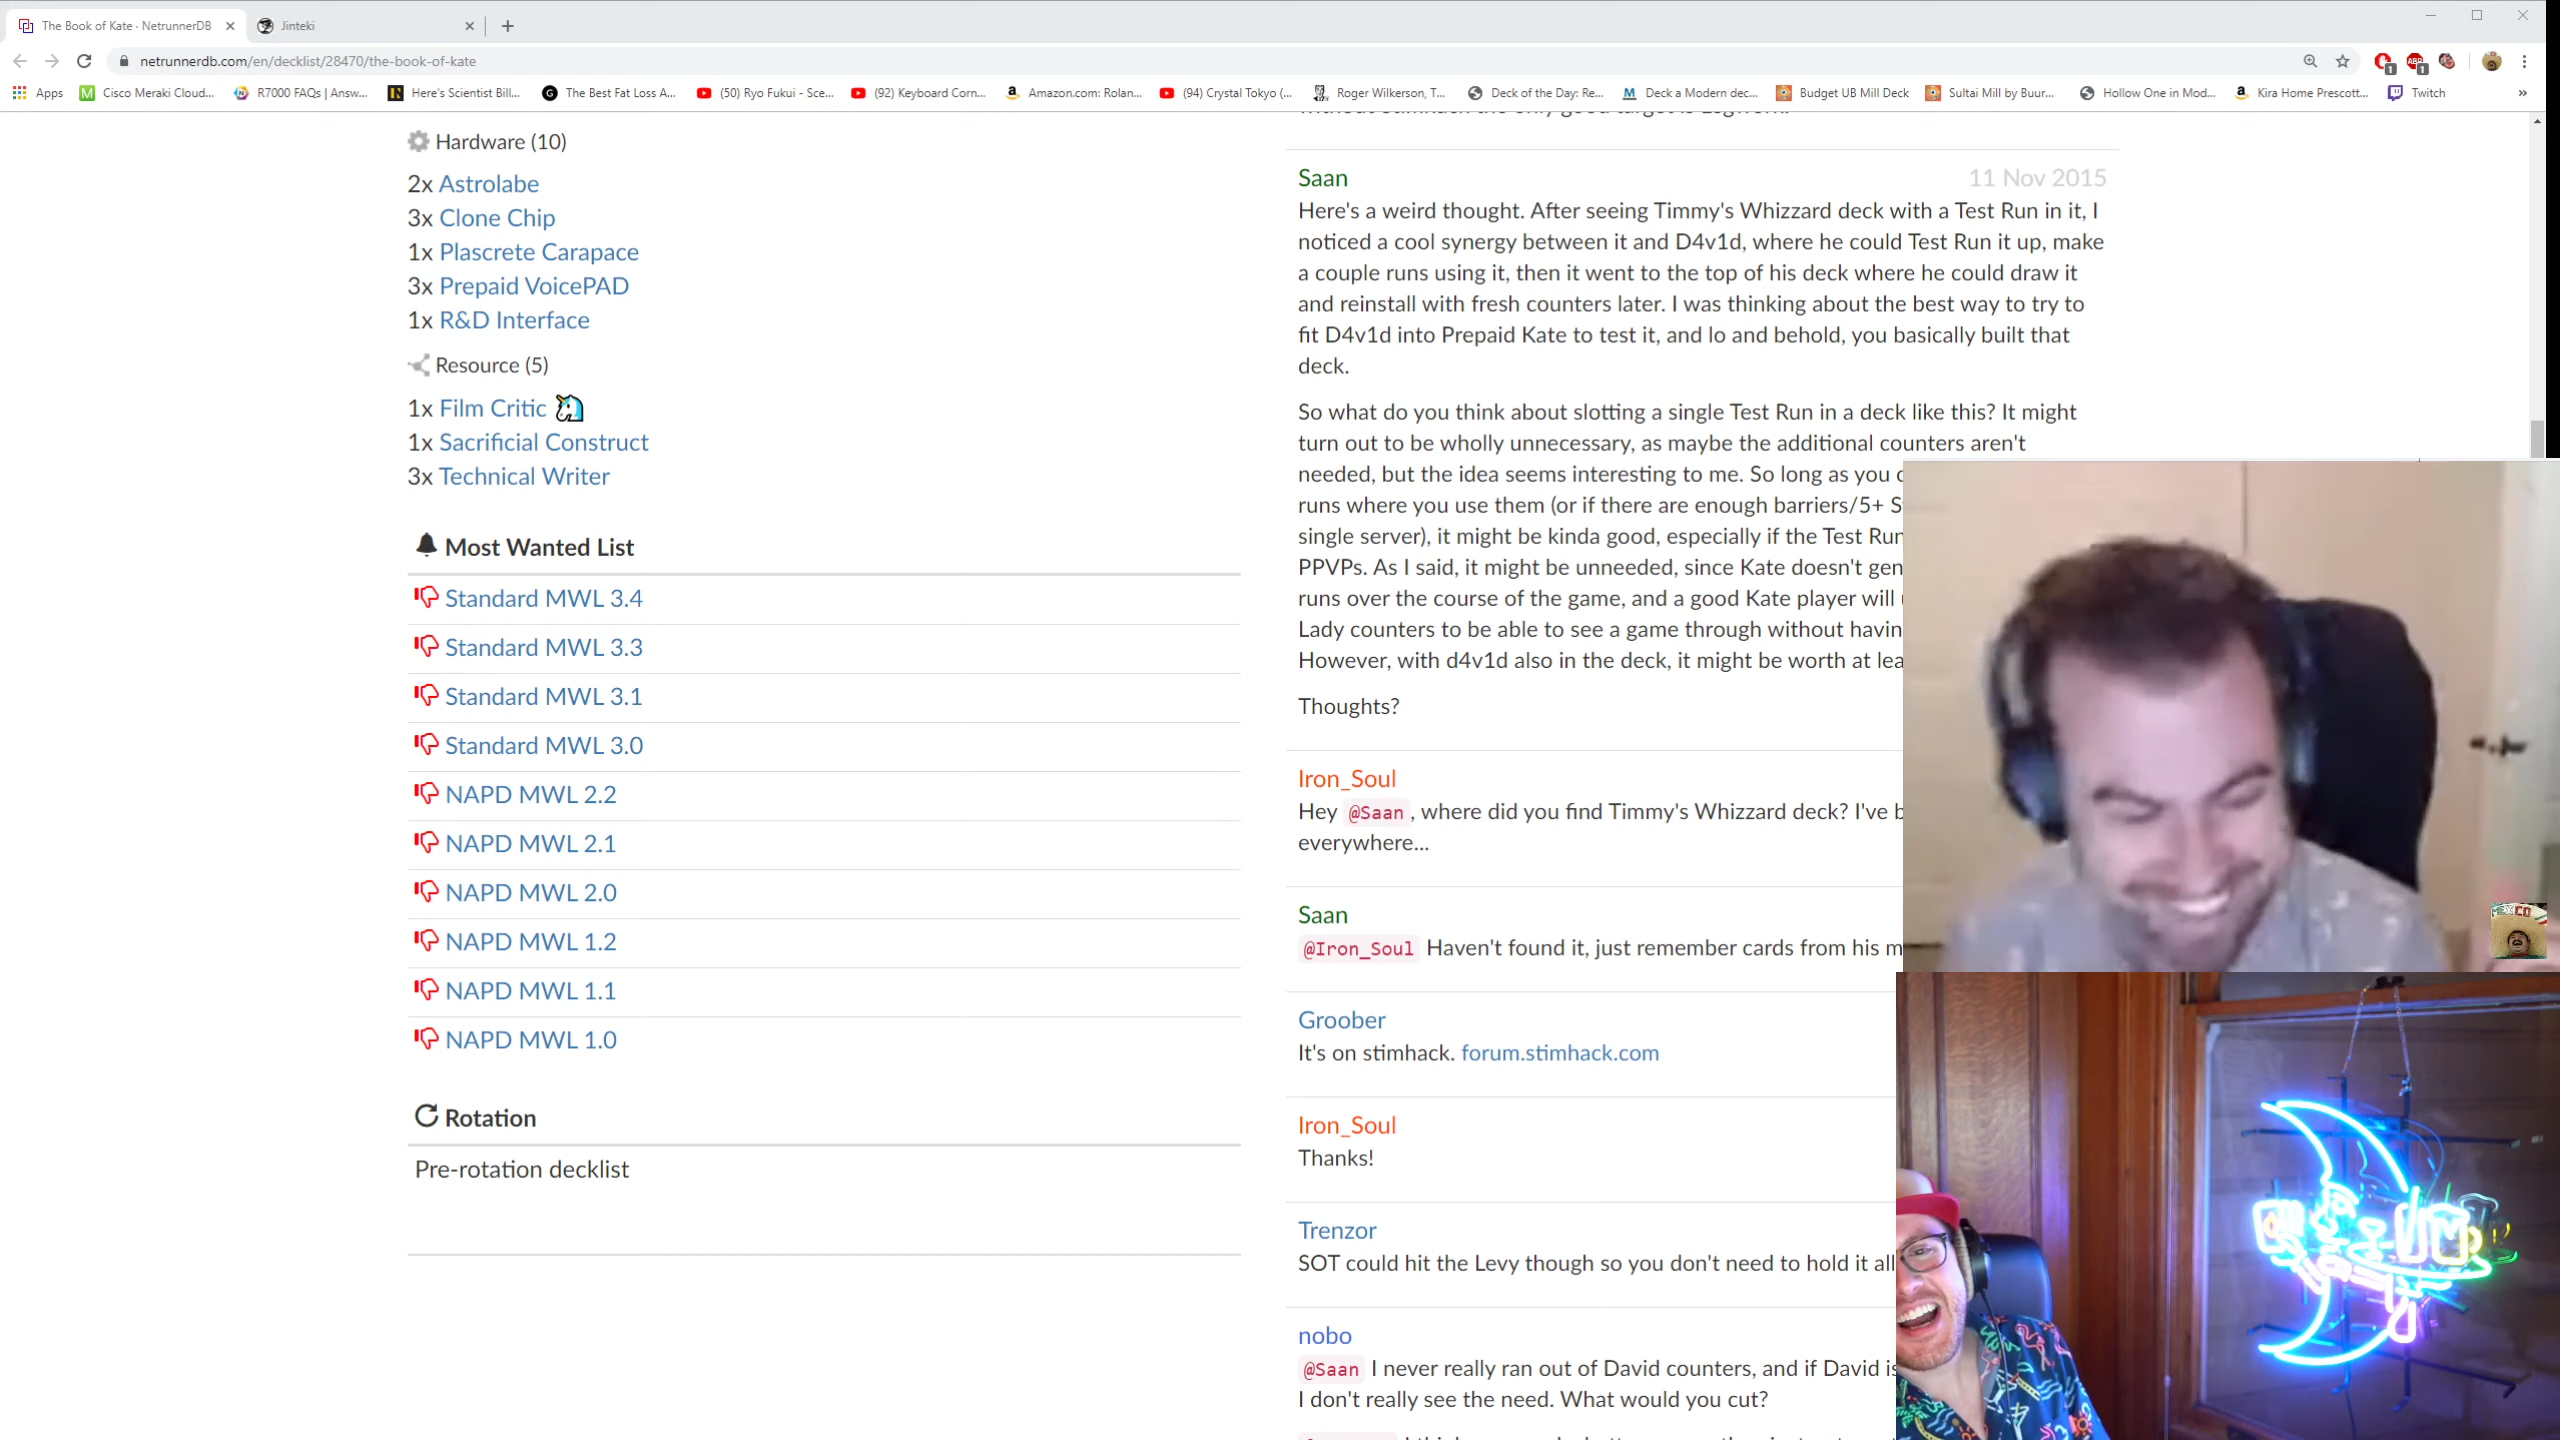 The Book of Kate · NetrunnerDB
Jinteki
netrunnerdb.com/en/decklist/28470/the-book-of-kate
Apps
Cisco Meraki Cloud...
R7000 FAQs | Answ...
Here's Scientist Bill...
The Best Fat Loss A...
(50) Ryo Fukui - Sce...
(92) Keyboard Corn...
Amazon.com: Rolan...
(94) Crystal Tokyo (...
Roger Wilkerson, T...
Deck of the Day: Re...
Deck a Modern dec...
Budget UB Mill Deck
Sultai Mill by Buur...
Hollow One in Mod...
Kira Home Prescott...
Twitch
Hardware (10)
2x Astrolabe
3x Clone Chip
1x Plascrete Carapace
3x Prepaid VoicePAD
1x R&D Interface
Resource (5)
1x Film Critic
1x Sacrificial Construct
3x Technical Writer
Most Wanted List
Standard MWL 3.4
Standard MWL 3.3
Standard MWL 3.1
Standard MWL 3.0
NAPD MWL 2.2
NAPD MWL 2.1
NAPD MWL 2.0
NAPD MWL 1.2
NAPD MWL 1.1
NAPD MWL 1.0
Rotation
Pre-rotation decklist
Saan
11 Nov 2015
Here's a weird thought. After seeing Timmy's Whizzard deck with a Test Run in it, I
noticed a cool synergy between it and D4v1d, where he could Test Run it up, make
a couple runs using it, then it went to the top of his deck where he could draw it
and reinstall with fresh counters later. I was thinking about the best way to try to
fit D4v1d into Prepaid Kate to test it, and lo and behold, you basically built that
deck.
So what do you think about slotting a single Test Run in a deck like this? It might
turn out to be wholly unnecessary, as maybe the additional counters aren't
needed, but the idea seems interesting to me. So long as you
runs where you use them (or if there are enough barriers/5+ S
single server), it might be kinda good, especially if the Test Run
PPVPs. As I said, it might be unneeded, since Kate doesn't gen
runs over the course of the game, and a good Kate player will
Lady counters to be able to see a game through without havin
However, with d4v1d also in the deck, it might be worth at lea
Thoughts?
Iron_Soul
Hey @Saan , where did you find Timmy's Whizzard deck? I've b
everywhere...
Saan
@Iron_Soul Haven't found it, just remember cards from his m
Groober
It's on stimhack. forum.stimhack.com
Iron_Soul
Thanks!
Trenzor
SOT could hit the Levy though so you don't need to hold it all
nobo
@Saan I never really ran out of David counters, and if David is
I don't really see the need. What would you cut?
MEXICO